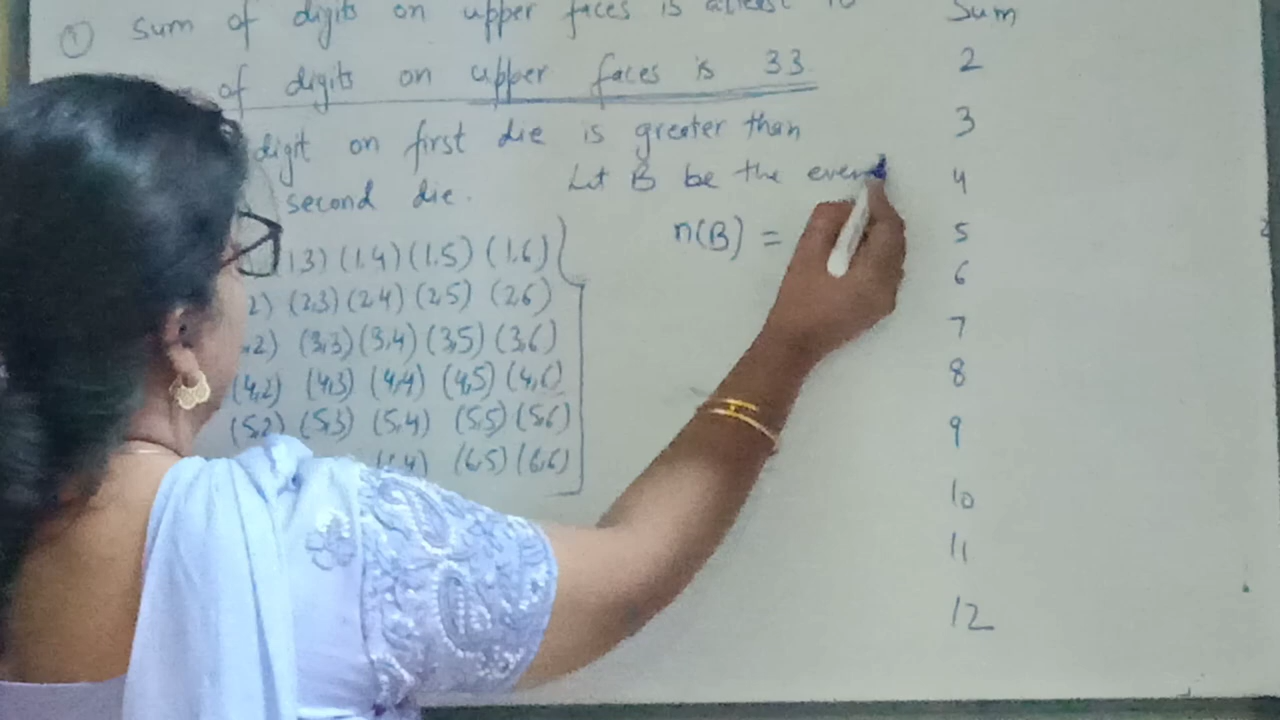 ① Sum of digits on upper faces is atleast 10
of digits on upper faces is 33
digit on first die is greater than
second die.
Let B be the event
n(B) =
13) (1,4) (1,5) (1,6)
2) (2,3) (2,4) (2,5) (2,6)
,2) (3,3) (3,4) (3,5) (3,6)
(4,2) (4,3) (4,4) (4,5) (4,6)
(5,2) (5,3) (5,4) (5,5) (5,6)
4) (6,5) (6,6)
Sum
2
3
4
5
6
7
8
9
10
11
12